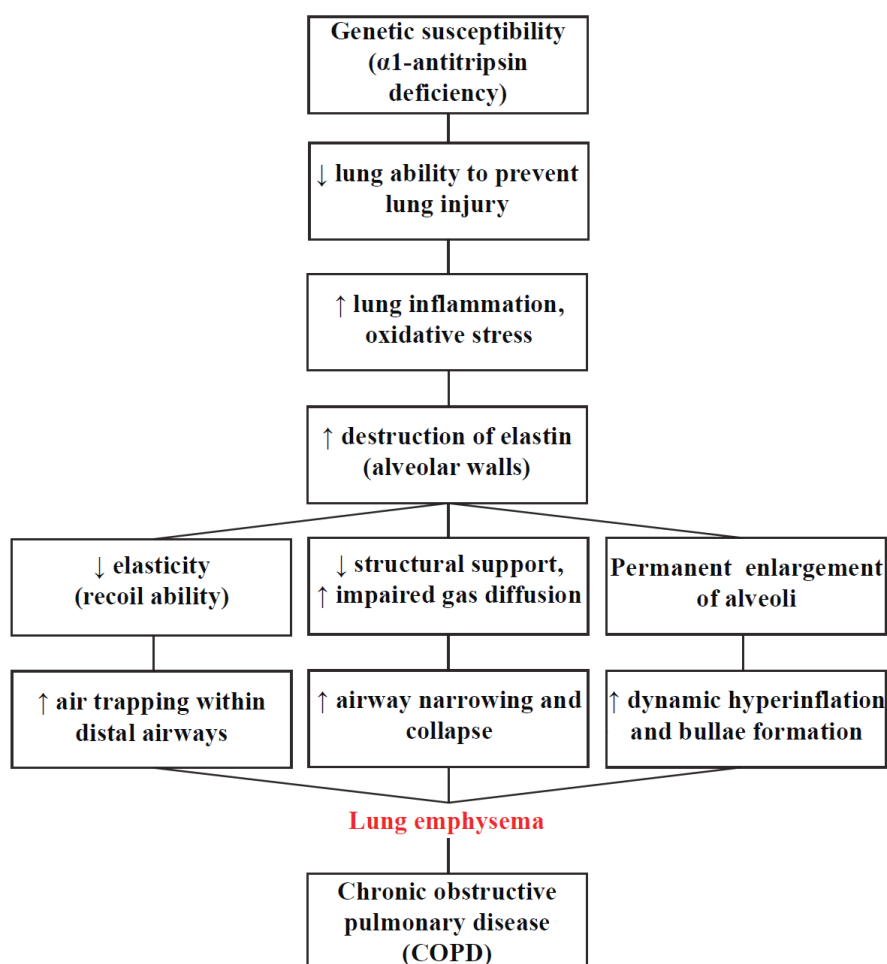 Genetic susceptibility
(α1-antitripsin
deficiency)
↓ lung ability to prevent
lung injury
↑ lung inflammation,
oxidative stress
↑ destruction of elastin
(alveolar walls)
↓ elasticity
(recoil ability)
↓ structural support,
↑ impaired gas diffusion
Permanent enlargement
of alveoli
↑ air trapping within
distal airways
↑ airway narrowing and
collapse
↑ dynamic hyperinflation
and bullae formation
Lung emphysema
Chronic obstructive
pulmonary disease
(COPD)